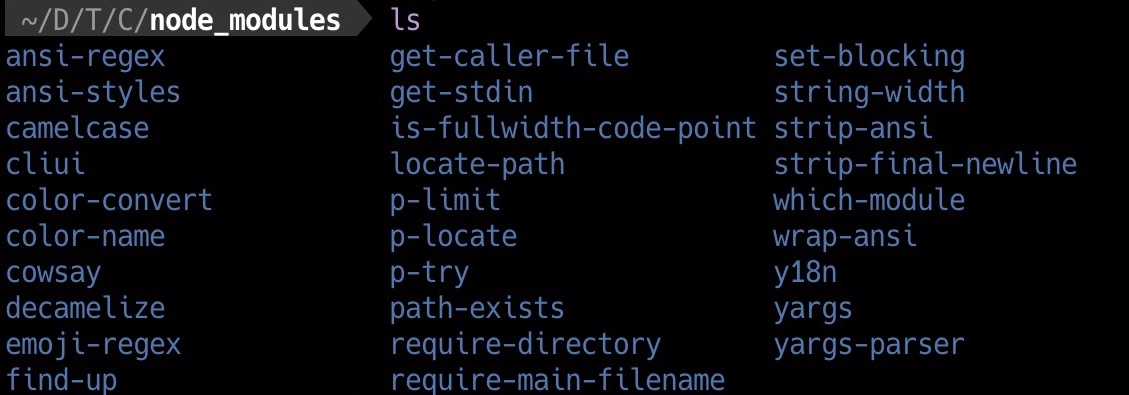 ~/D/T/C/node_modules ls
ansi-regex get-caller-file set-blocking
ansi-styles get-stdin string-width
camelcase is-fullwidth-code-point strip-ansi
cliui locate-path strip-final-newline
color-convert p-limit which-module
color-name p-locate wrap-ansi
cowsay p-try y18n
decamelize path-exists yargs
emoji-regex require-directory yargs-parser
find-up require-main-filename